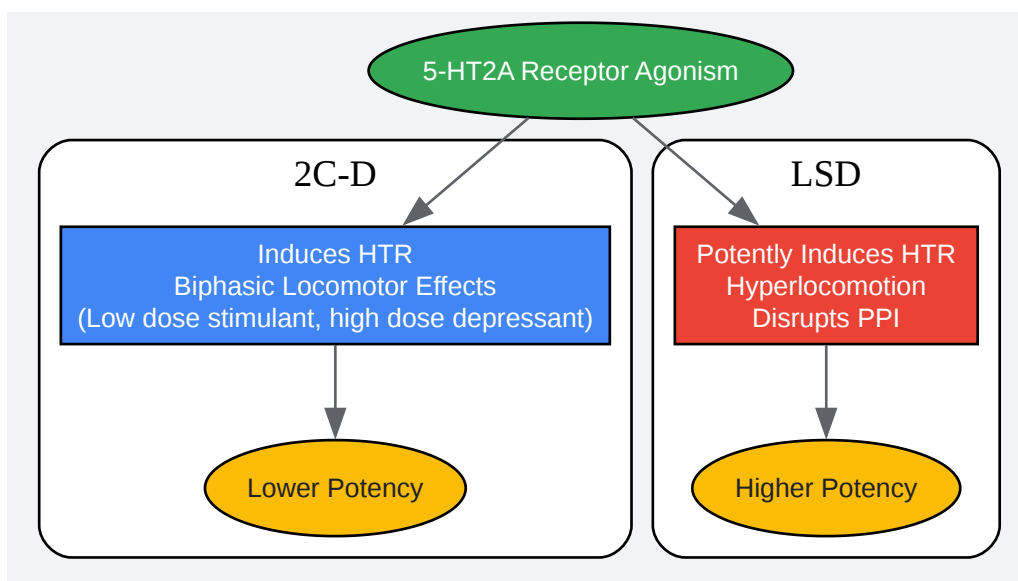 5-HT2A Receptor Agonism
2C-D
Induces HTR
Biphasic Locomotor Effects
(Low dose stimulant, high dose depressant)
Lower Potency
LSD
Potently Induces HTR
Hyperlocomotion
Disrupts PPI
Higher Potency